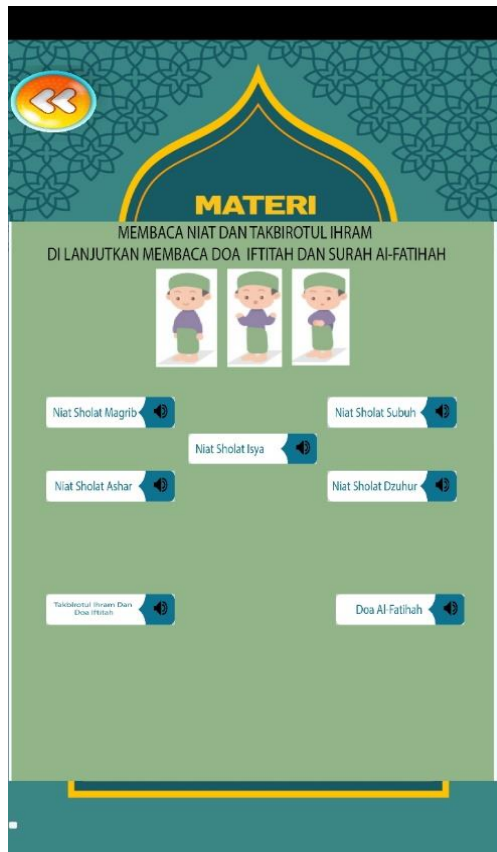 MATERI
MEMBACA NIAT DAN TAKBIROTUL IHRAM
DI LANJUTKAN MEMBACA DOA IFTITAH DAN SURAH Al-FATIHAH
Niat Sholat Magrib
Niat Sholat Subuh
Niat Sholat Isya
Niat Sholat Ashar
Niat Sholat Dzuhur
Takbirotul Ihram Dan
Doa Iftitah
Doa Al-Fatihah